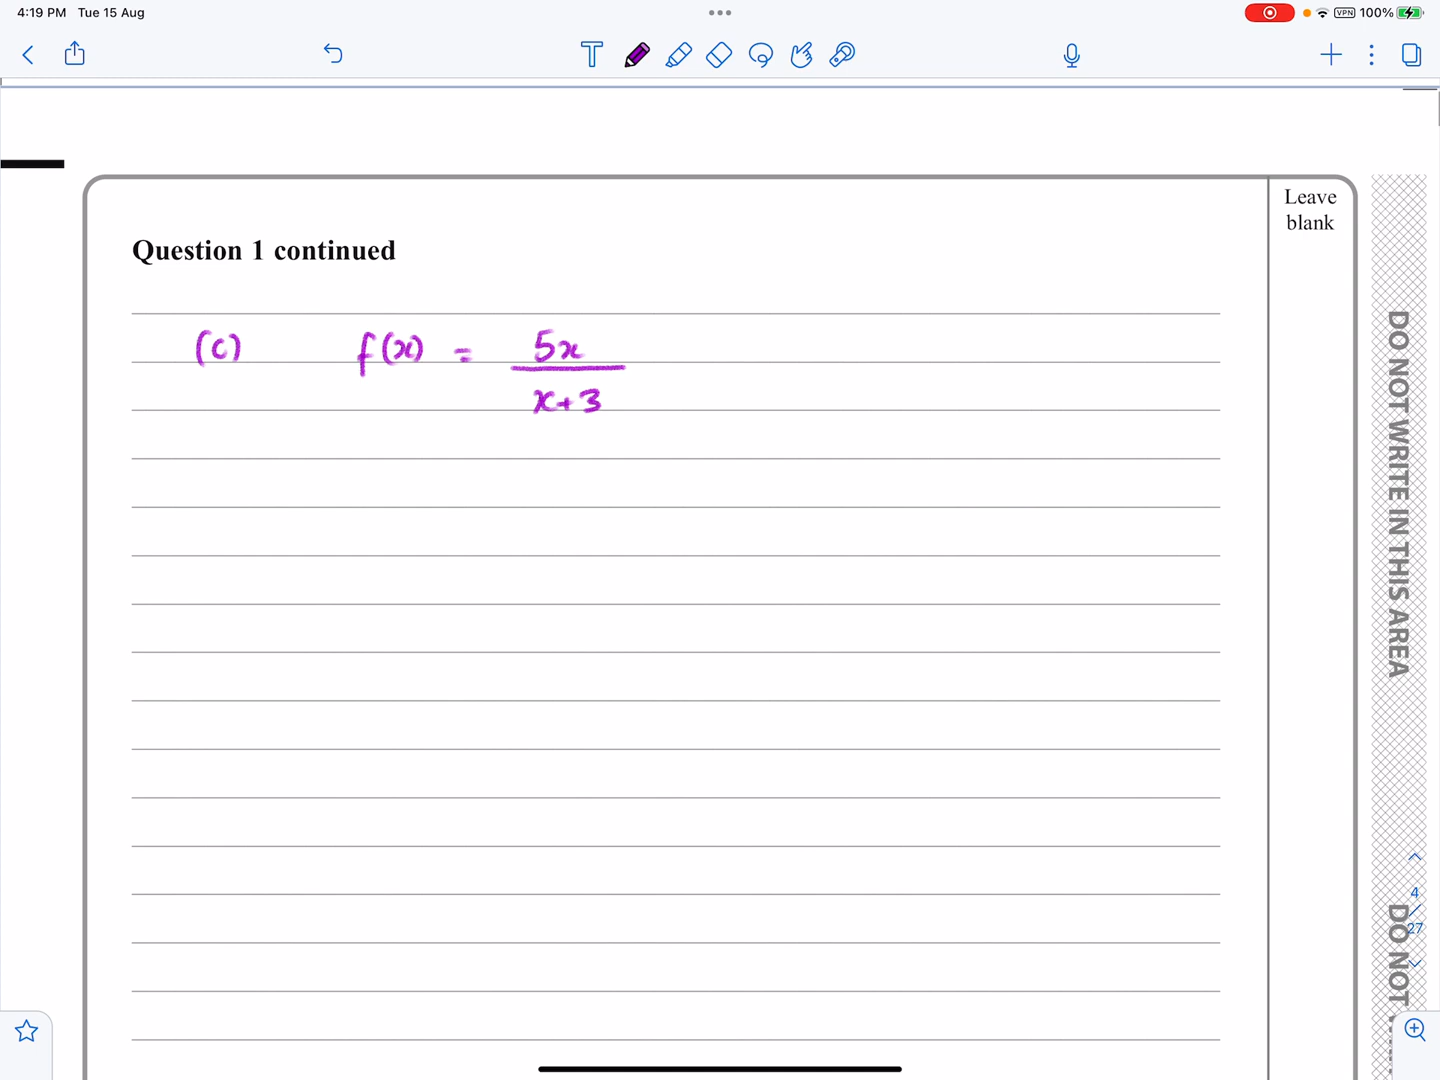 4:19 PM Tue 15 Aug
VPN 100%
T
Leave
blank
Question 1 continued
(c) f(x) = 5x
x+3
DO NOT WRITE IN THIS AREA
4
27
DO NOT